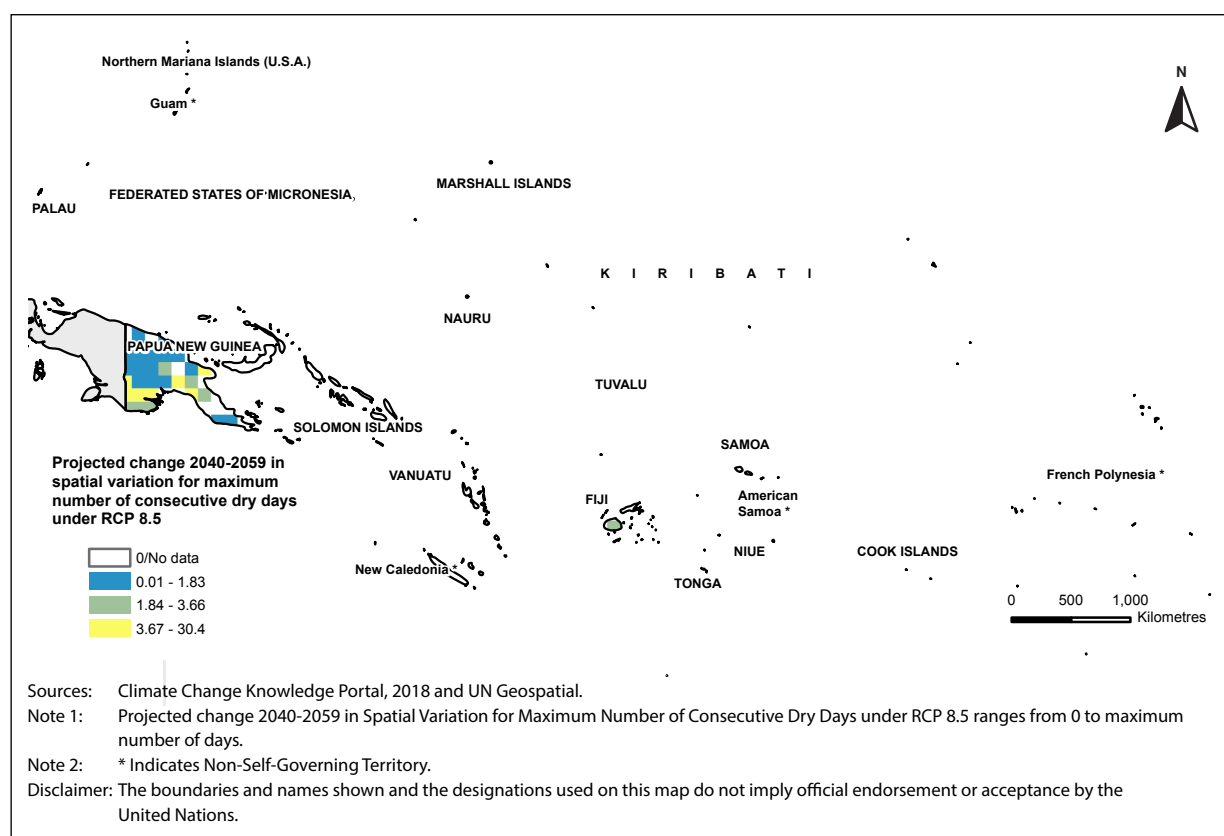 Northern Mariana Islands (U.S.A.)
N
Guam *
MARSHALL ISLANDS
FEDERATED STATES OF MICRONESIA
PALAU
K I R I B A T I
NAURU
PAPUA NEW GUINEA
TUVALU
SOLOMON ISLANDS
SAMOA
Projected change 2040-2059 in
spatial variation for maximum
number of consecutive dry days
under RCP 8.5
VANUATU
FIJI
American
Samoa *
French Polynesia *
NIUE
COOK ISLANDS
New Caledonia *
TONGA
0/No data
0.01 - 1.83
1.84 - 3.66
3.67 - 30.4
0 500 1,000
Kilometres
Sources: Climate Change Knowledge Portal, 2018 and UN Geospatial.
Note 1: Projected change 2040-2059 in Spatial Variation for Maximum Number of Consecutive Dry Days under RCP 8.5 ranges from 0 to maximum
number of days.
Note 2: * Indicates Non-Self-Governing Territory.
Disclaimer: The boundaries and names shown and the designations used on this map do not imply official endorsement or acceptance by the
United Nations.